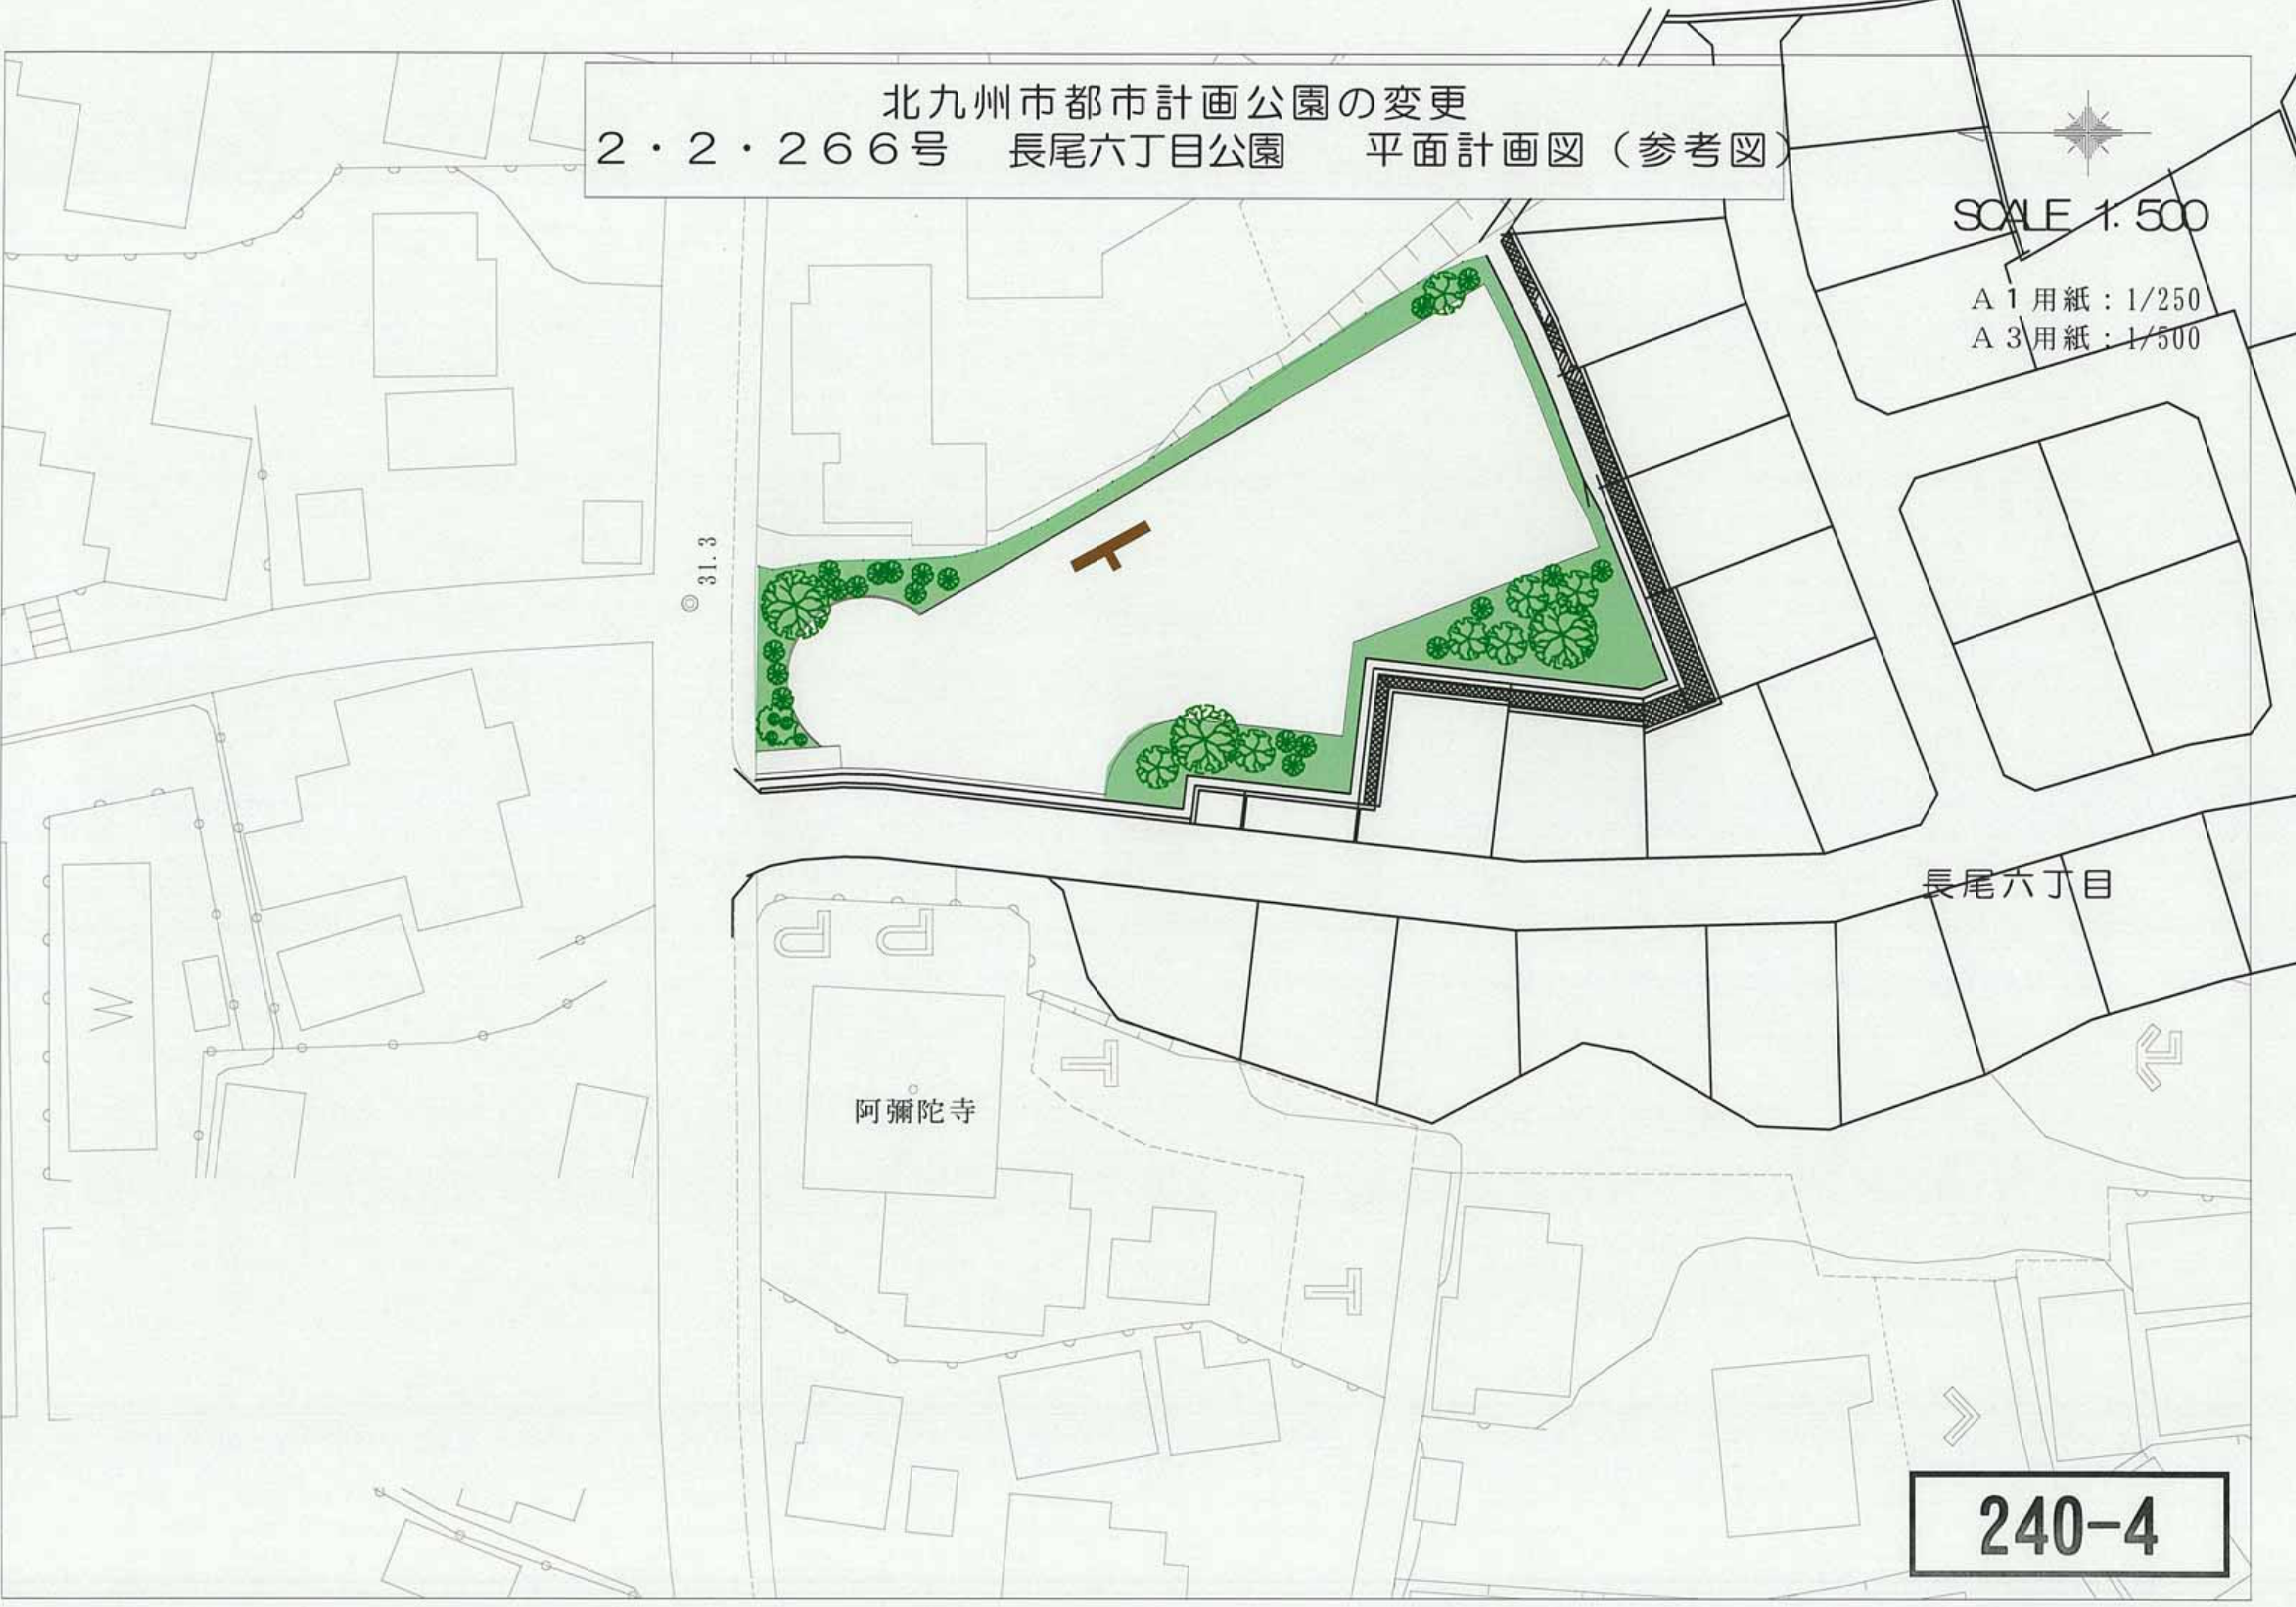 北九州市都市計画公園の変更
２・２・２６６号　長尾六丁目公園　平面計画図（参考図）
SCALE 1:500
Ａ１用紙：1/250
Ａ３用紙：1/500
31.3
長尾六丁目
W
阿彌陀寺
240-4